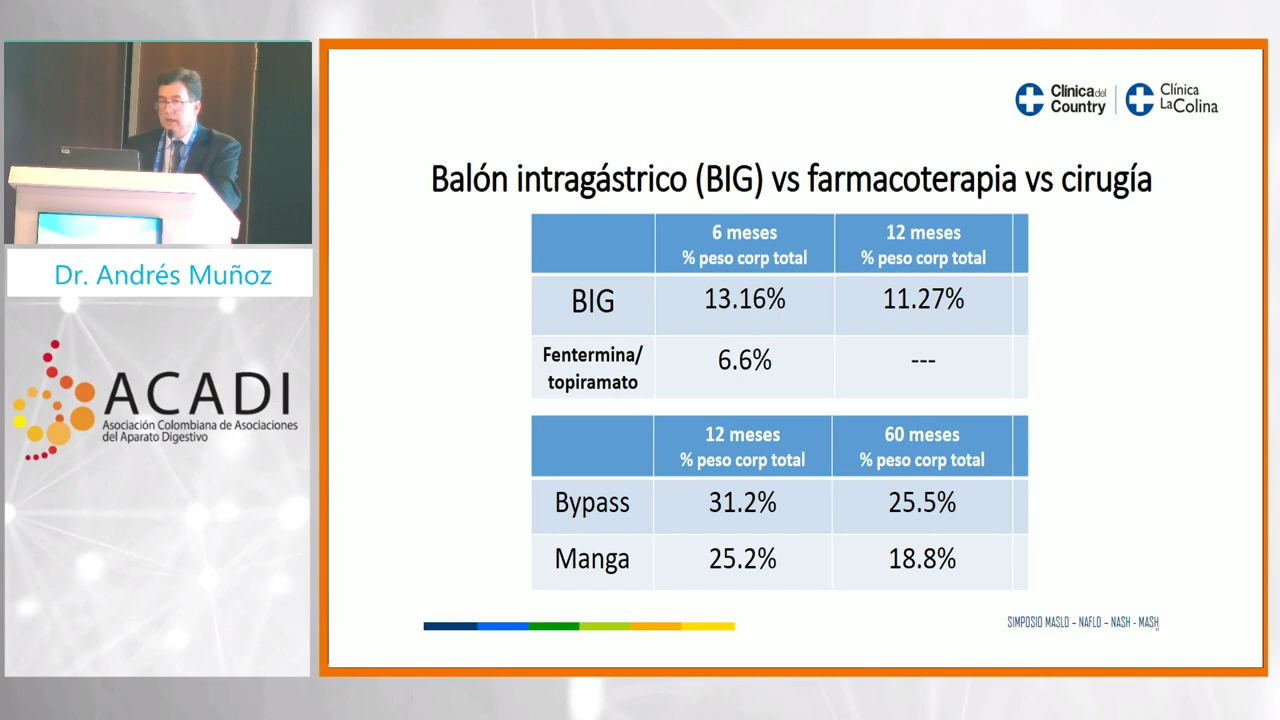 Dr. Andrés Muñoz
ACADI
Asociación Colombiana de Asociaciones
del Aparato Digestivo
Clínica del
Country
Clínica
LaColina
Balón intragástrico (BIG) vs farmacoterapia vs cirugía
6 meses
% peso corp total
12 meses
% peso corp total
BIG
13.16%
11.27%
Fentermina/
topiramato
6.6%
---
12 meses
% peso corp total
60 meses
% peso corp total
Bypass
31.2%
25.5%
Manga
25.2%
18.8%
SIMPOSIO MASLD – NAFLD – NASH - MASH